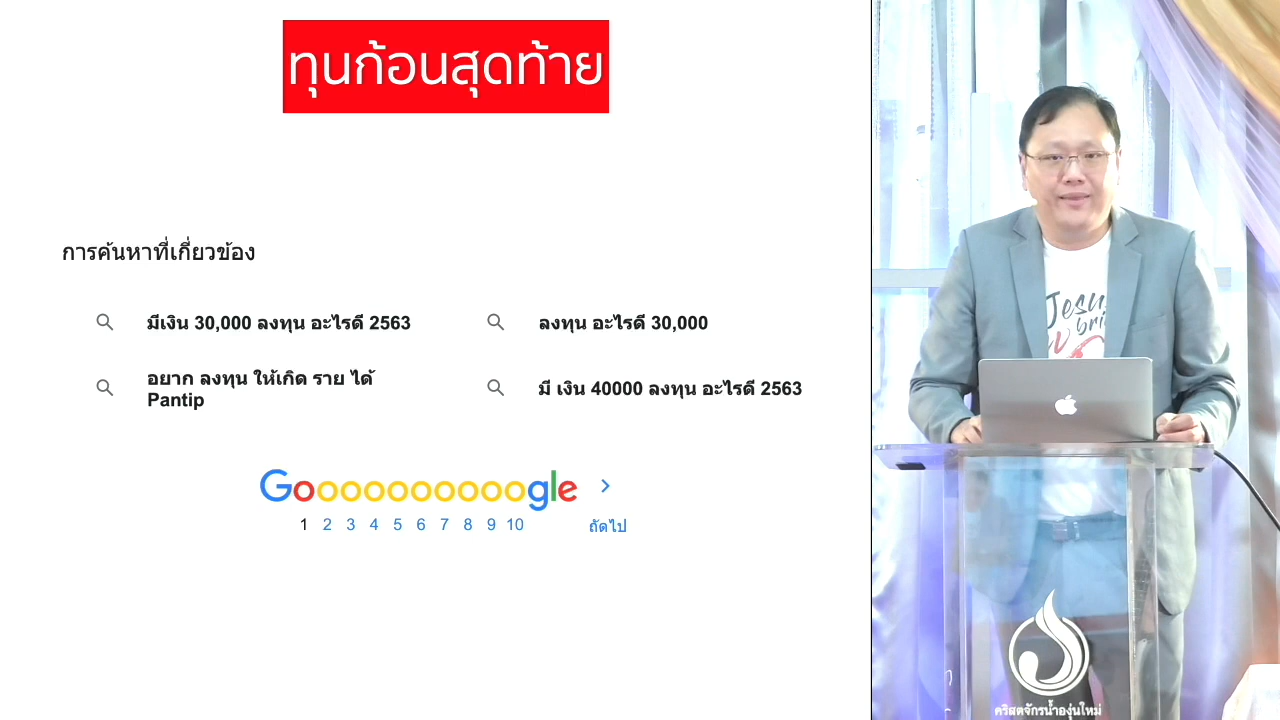 ทุนก้อนสุดท้าย
การค้นหาที่เกี่ยวข้อง
มีเงิน 30,000 ลงทุน อะไรดี 2563
ลงทุน อะไรดี 30,000
อยาก ลงทุน ให้เกิด ราย ได้
Pantip
มี เงิน 40000 ลงทุน อะไรดี 2563
Goooooooooogle
1 2 3 4 5 6 7 8 9 10
ถัดไป
Jesus
คริสตจักรน้ำองุ่นใหม่